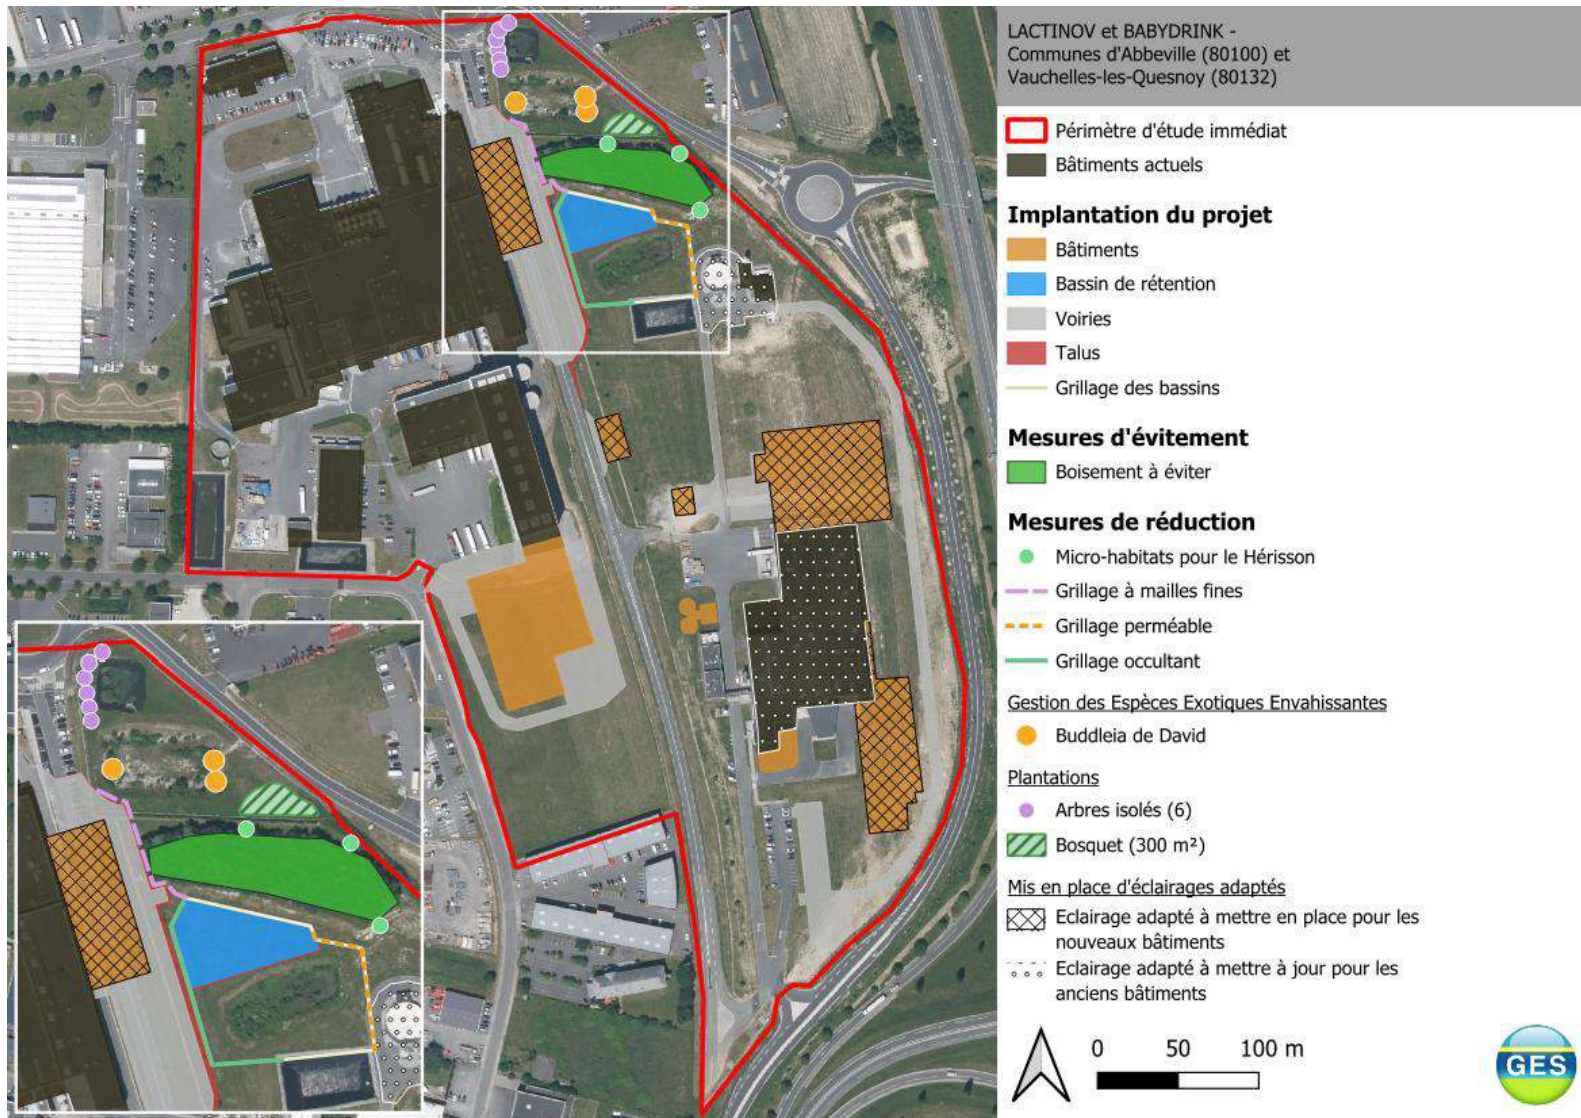 LACTINOV et BABYDRINK -
Communes d'Abbeville (80100) et
Vauchelles-les-Quesnoy (80132)
Périmètre d'étude immédiat
Bâtiments actuels
Implantation du projet
Bâtiments
Bassin de rétention
Voiries
Talus
Grillage des bassins
Mesures d'évitement
Boisement à éviter
Mesures de réduction
Micro-habitats pour le Hérisson
Grillage à mailles fines
Grillage perméable
Grillage occultant
Gestion des Espèces Exotiques Envahissantes
Buddleia de David
Plantations
Arbres isolés (6)
Bosquet (300 m²)
Mis en place d'éclairages adaptés
Eclairage adapté à mettre en place pour les
nouveaux bâtiments
Eclairage adapté à mettre à jour pour les
anciens bâtiments
0 50 100 m
GES